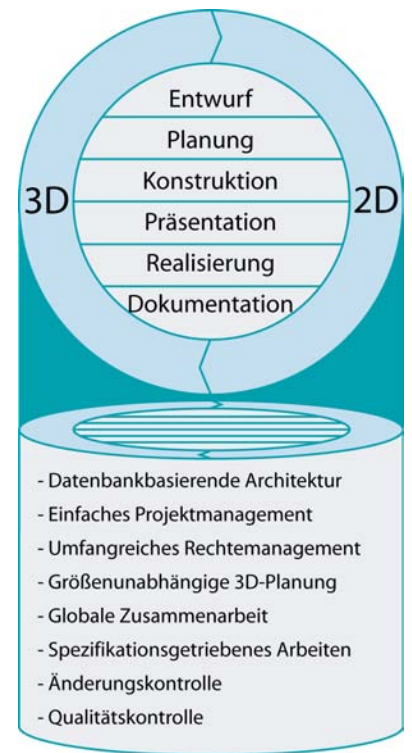 Entwurf
Planung
Konstruktion
3D
2D
Präsentation
Realisierung
Dokumentation
- Datenbankbasierende Architektur
- Einfaches Projektmanagement
- Umfangreiches Rechtemanagement
- Größenunabhängige 3D-Planung
- Globale Zusammenarbeit
- Spezifikationsgetriebenes Arbeiten
- Änderungskontrolle
- Qualitätskontrolle